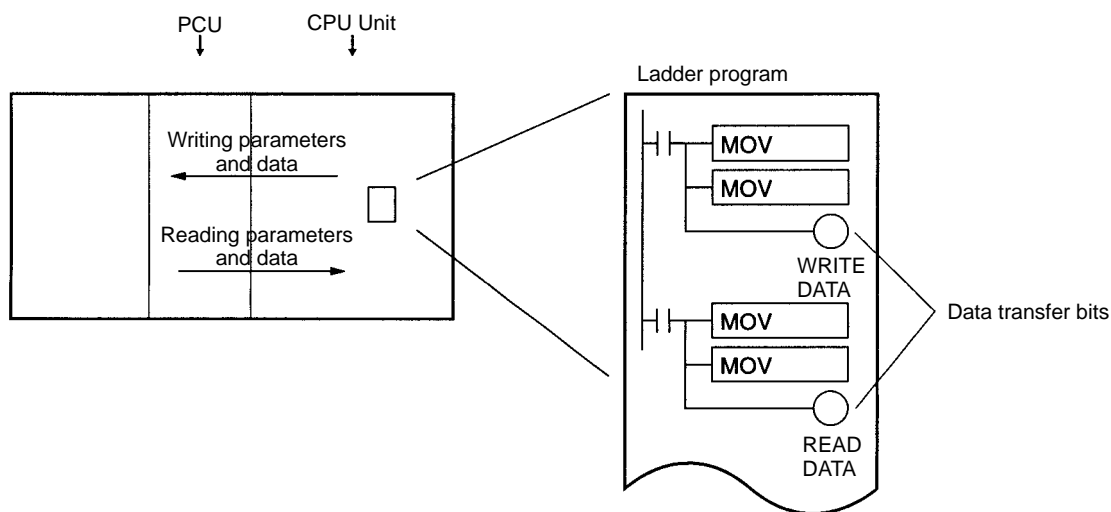 PCU
CPU Unit
Writing parameters
and data
Reading parameters
and data
Ladder program
MOV
MOV
WRITE
DATA
MOV
MOV
READ
DATA
Data transfer bits